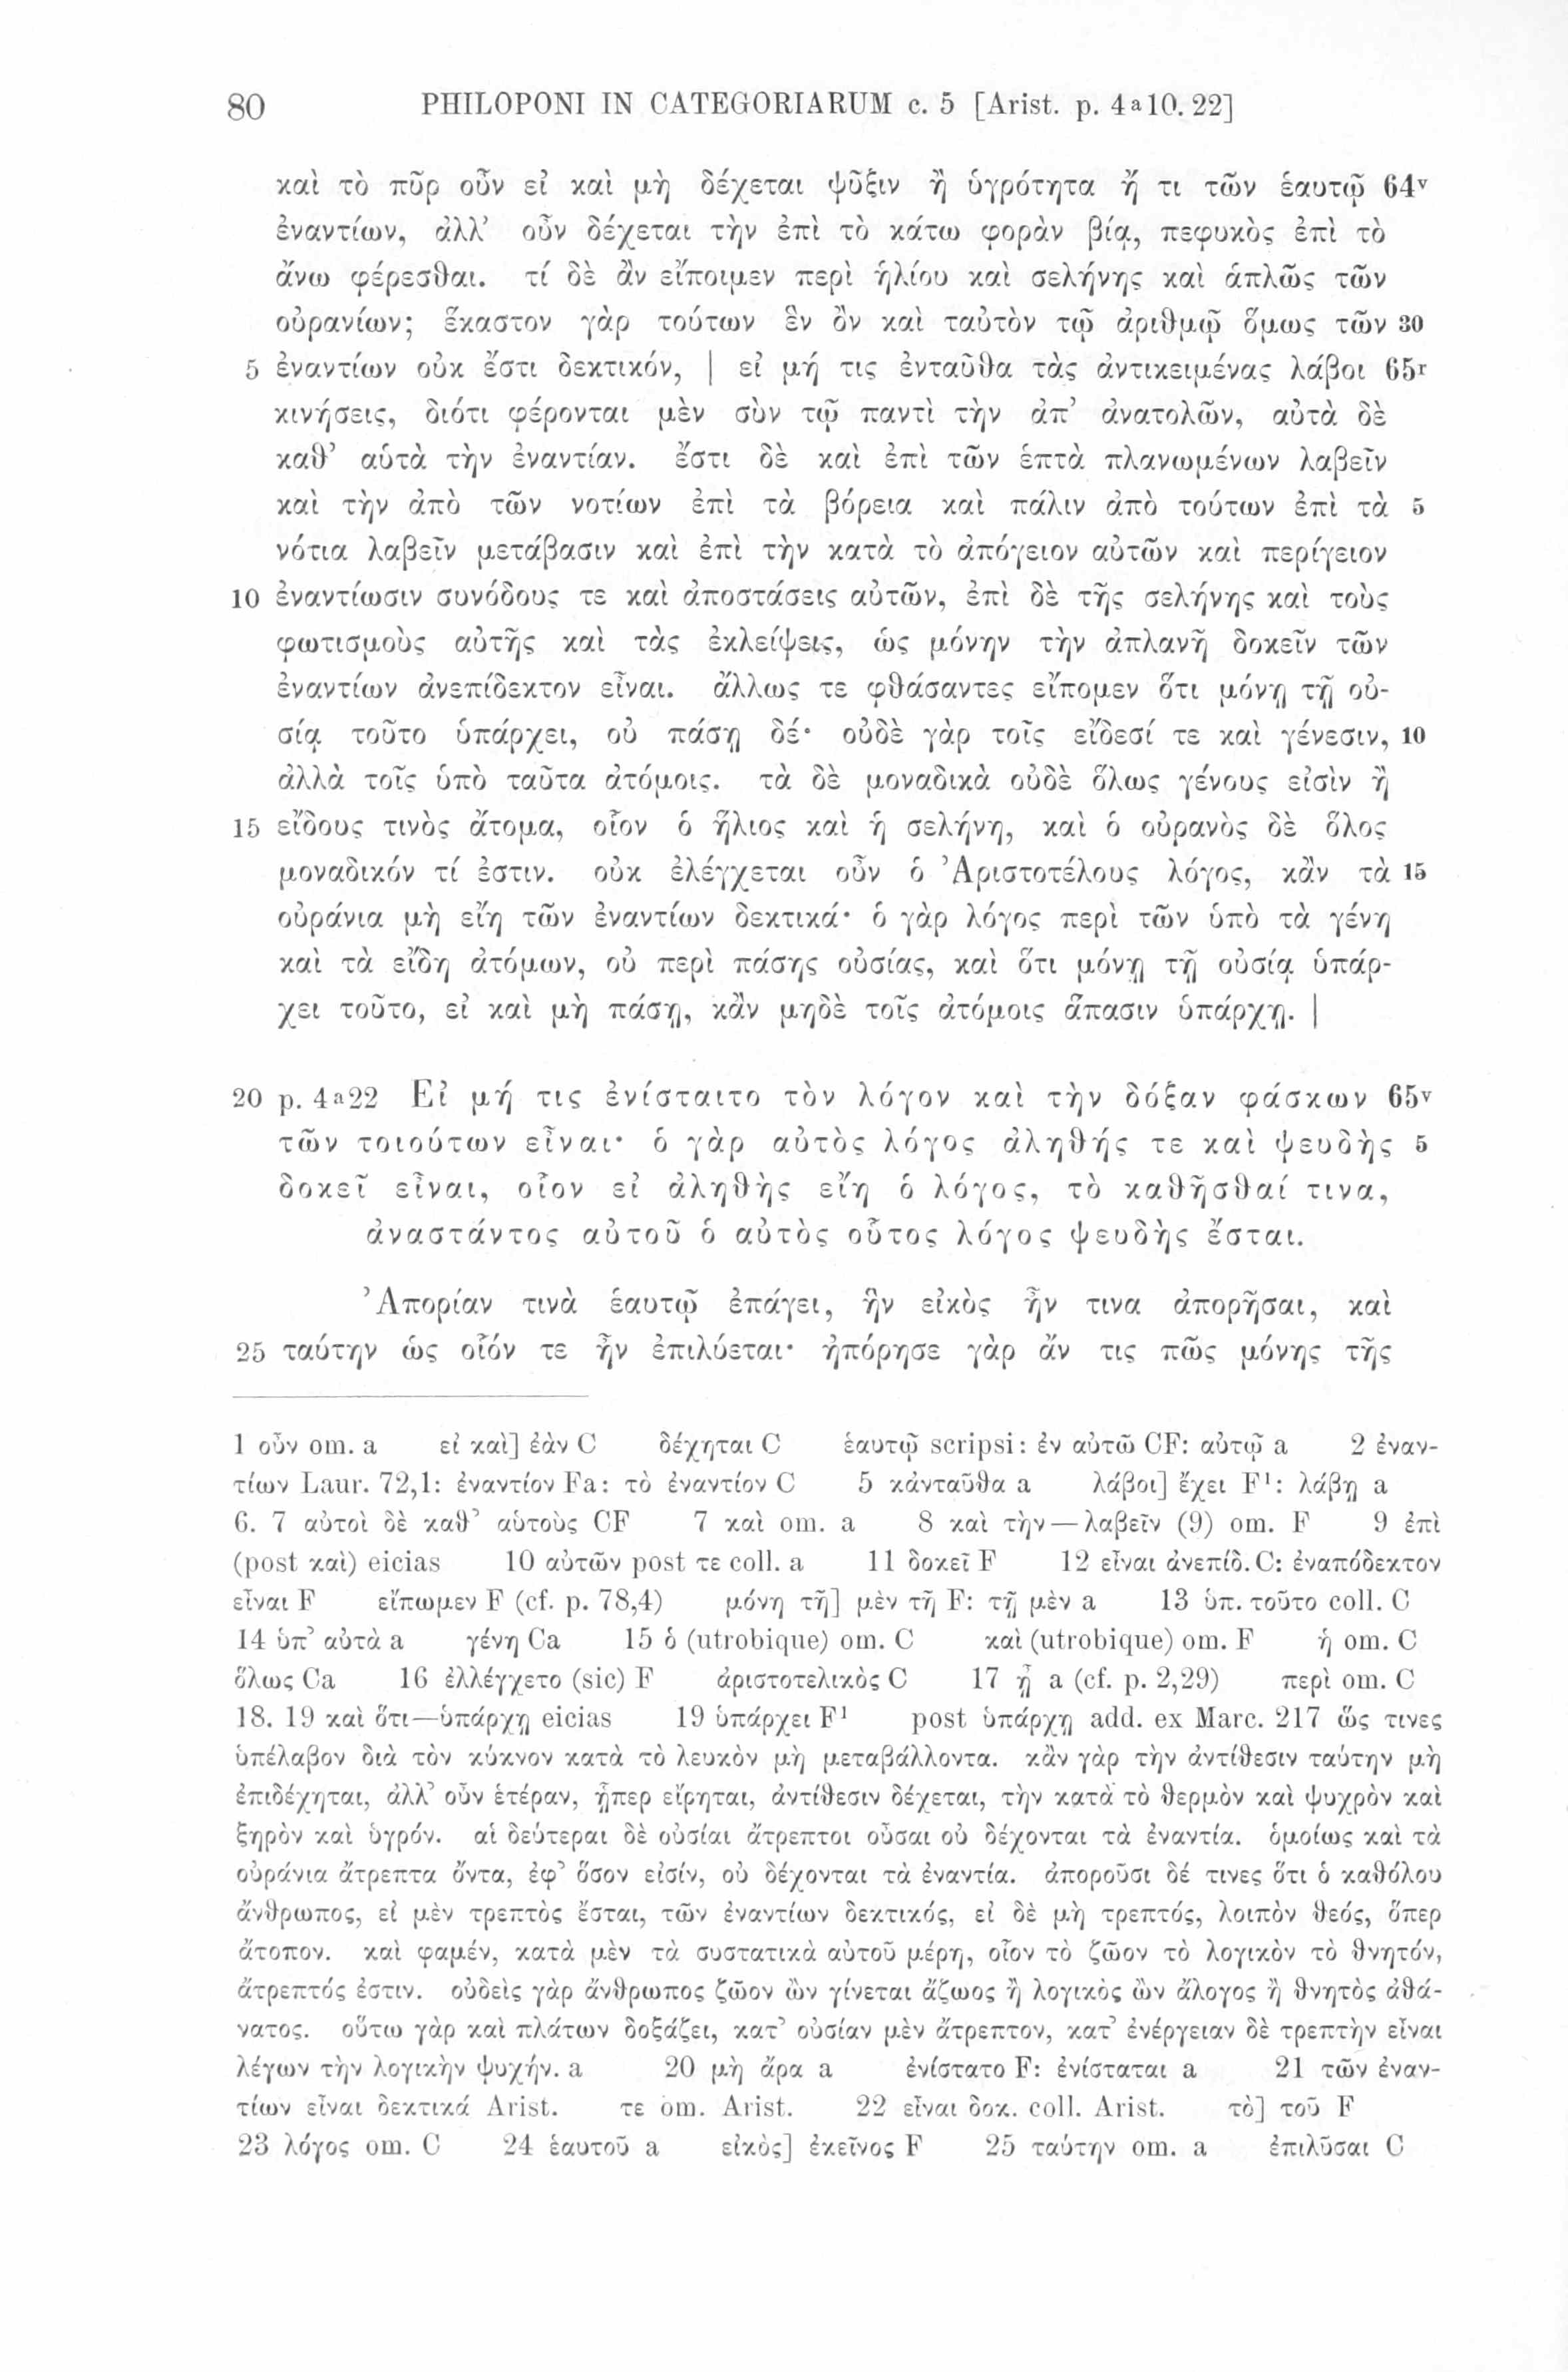 80 PHILOPONI IN CATEGORIARUM c. 5 [Arist. p. 4a10. 22]
καὶ τὸ πῦρ οὖν εἰ καὶ μὴ δέχεται ψῦξιν ἢ ὑγρότητα ἤ τι τῶν ἑαυτῷ 64v
ἐναντίων, ἀλλ’ οὖν δέχεται τὴν ἐπὶ τὸ κάτω φορὰν βίᾳ, πεφυκὸς ἐπὶ τὸ
ἄνω φέρεσθαι. τί δὲ ἂν εἴποιμεν περὶ ἡλίου καὶ σελήνης καὶ ἁπλῶς τῶν
οὐρανίων; ἕκαστον γὰρ τούτων ἓν ὂν καὶ ταὐτὸν τῷ ἀριθμῷ ὅμως τῶν 30
5 ἐναντίων οὐκ ἔστι δεκτικόν, | εἰ μή τις ἐνταῦθα τὰς ἀντικειμένας λάβοι 65r
κινήσεις, διότι φέρονται μὲν σὺν τῷ παντὶ τὴν ἀπ’ ἀνατολῶν, αὐτὰ δὲ
καθ’ αὑτὰ τὴν ἐναντίαν. ἔστι δὲ καὶ ἐπὶ τῶν ἑπτὰ πλανωμένων λαβεῖν
καὶ τὴν ἀπὸ τῶν νοτίων ἐπὶ τὰ βόρεια καὶ πάλιν ἀπὸ τούτων ἐπὶ τὰ 5
νότια λαβεῖν μετάβασιν καὶ ἐπὶ τὴν κατὰ τὸ ἀπόγειον αὐτῶν καὶ περίγειον
10 ἐναντίωσιν συνόδους τε καὶ ἀποστάσεις αὐτῶν, ἐπὶ δὲ τῆς σελήνης καὶ τοὺς
φωτισμοὺς αὐτῆς καὶ τὰς ἐκλείψεις, ὡς μόνην τὴν ἀπλανῆ δοκεῖν τῶν
ἐναντίων ἀνεπίδεκτον εἶναι. ἄλλως τε φθάσαντες εἴπομεν ὅτι μόνῃ τῇ οὐ-
σίᾳ τοῦτο ὑπάρχει, οὐ πάσῃ δέ· οὐδὲ γὰρ τοῖς εἴδεσί τε καὶ γένεσιν, 10
ἀλλὰ τοῖς ὑπὸ ταῦτα ἀτόμοις. τὰ δὲ μοναδικὰ οὐδὲ ὅλως γένους εἰσὶν ἢ
15 εἴδους τινὸς ἄτομα, οἷον ὁ ἥλιος καὶ ἡ σελήνη, καὶ ὁ οὐρανὸς δὲ ὅλος
μοναδικόν τί ἐστιν. οὐκ ἐλέγχεται οὖν ὁ Ἀριστοτέλους λόγος, κἂν τὰ 15
οὐράνια μὴ εἴη τῶν ἐναντίων δεκτικά· ὁ γὰρ λόγος περὶ τῶν ὑπὸ τὰ γένη
καὶ τὰ εἴδη ἀτόμων, οὐ περὶ πάσης οὐσίας, καὶ ὅτι μόνῃ τῇ οὐσίᾳ ὑπάρ-
χει τοῦτο, εἰ καὶ μὴ πάσῃ, κἂν μηδὲ τοῖς ἀτόμοις ἅπασιν ὑπάρχῃ. |
20 p. 4a22 Εἰ μή τις ἐνίσταιτο τὸν λόγον καὶ τὴν δόξαν φάσκων 65v
τῶν τοιούτων εἶναι· ὁ γὰρ αὐτὸς λόγος ἀληθής τε καὶ ψευδὴς 5
δοκεῖ εἶναι, οἷον εἰ ἀληθὴς εἴη ὁ λόγος, τὸ καθῆσθαί τινα,
ἀναστάντος αὐτοῦ ὁ αὐτὸς οὗτος λόγος ψευδὴς ἔσται.
Ἀπορίαν τινὰ ἑαυτῷ ἐπάγει, ἣν εἰκὸς ἦν τινα ἀπορῆσαι, καὶ
25 ταύτην ὡς οἷόν τε ἦν ἐπιλύεται· ἠπόρησε γὰρ ἄν τις πῶς μόνης τῆς
1 οὖν om. a εἰ καὶ] ἐὰν C δέχηται C ἑαυτῷ scripsi: ἐν αὐτῶ CF: αὐτῷ a 2 ἐναν-
τίων Laur. 72,1: ἐναντίον Fa: τὸ ἐναντίον C 5 κἀνταῦθα a λάβοι] ἔχει F¹: λάβῃ a
6. 7 αὐτοὶ δὲ καθ’ αὑτοὺς CF 7 καὶ om. a 8 καὶ τὴν—λαβεῖν (9) om. F 9 ἐπὶ
(post καὶ) eicias 10 αὐτῶν post τε coll. a 11 δοκεῖ F 12 εἶναι ἀνεπίδ. C: ἐναπόδεκτον
εἶναι F εἴπωμεν F (cf. p. 78,4) μόνῃ τῇ] μὲν τῆ F: τῇ μὲν a 13 ὑπ. τοῦτο coll. C
14 ὑπ’ αὐτὰ a γένη Ca 15 ὁ (utrobique) om. C καὶ (utrobique) om. F ἡ om. C
ὅλως Ca 16 ἐλλέγχετο (sic) F ἀριστοτελικὸς C 17 ᾖ a (cf. p. 2,29) περὶ om. C
18. 19 καὶ ὅτι—ὑπάρχῃ eicias 19 ὑπάρχει F¹ post ὑπάρχῃ add. ex Marc. 217 ὥς τινες
ὑπέλαβον διὰ τὸν κύκνον κατὰ τὸ λευκὸν μὴ μεταβάλλοντα. κἂν γὰρ τὴν ἀντίθεσιν ταύτην μὴ
ἐπιδέχηται, ἀλλ’ οὖν ἑτέραν, ᾗπερ εἴρηται, ἀντίθεσιν δέχεται, τὴν κατὰ τὸ θερμὸν καὶ ψυχρὸν καὶ
ξηρὸν καὶ ὑγρόν. αἱ δεύτεραι δὲ οὐσίαι ἄτρεπτοι οὖσαι οὐ δέχονται τὰ ἐναντία. ὁμοίως καὶ τὰ
οὐράνια ἄτρεπτα ὄντα, ἐφ’ ὅσον εἰσίν, οὐ δέχονται τὰ ἐναντία. ἀποροῦσι δέ τινες ὅτι ὁ καθόλου
ἄνθρωπος, εἰ μὲν τρεπτὸς ἔσται, τῶν ἐναντίων δεκτικός, εἰ δὲ μὴ τρεπτός, λοιπὸν θεός, ὅπερ
ἄτοπον. καὶ φαμέν, κατὰ μὲν τὰ συστατικὰ αὐτοῦ μέρη, οἷον τὸ ζῶον τὸ λογικὸν τὸ θνητόν,
ἄτρεπτός ἐστιν. οὐδεὶς γὰρ ἄνθρωπος ζῶον ὢν γίνεται ἄζωος ἢ λογικὸς ὢν ἄλογος ἢ θνητὸς ἀθά-
νατος. οὕτω γὰρ καὶ πλάτων δοξάζει, κατ’ οὐσίαν μὲν ἄτρεπτον, κατ’ ἐνέργειαν δὲ τρεπτὴν εἶναι
λέγων τὴν λογικὴν ψυχήν. a 20 μὴ ἄρα a ἐνίστατο F: ἐνίσταται a 21 τῶν ἐναν-
τίων εἶναι δεκτικά Arist. τε om. Arist. 22 εἶναι δοκ. coll. Arist. τὸ] τοῦ F
23 λόγος om. C 24 ἑαυτοῦ a εἰκὸς] ἐκεῖνος F 25 ταύτην om. a ἐπιλῦσαι C